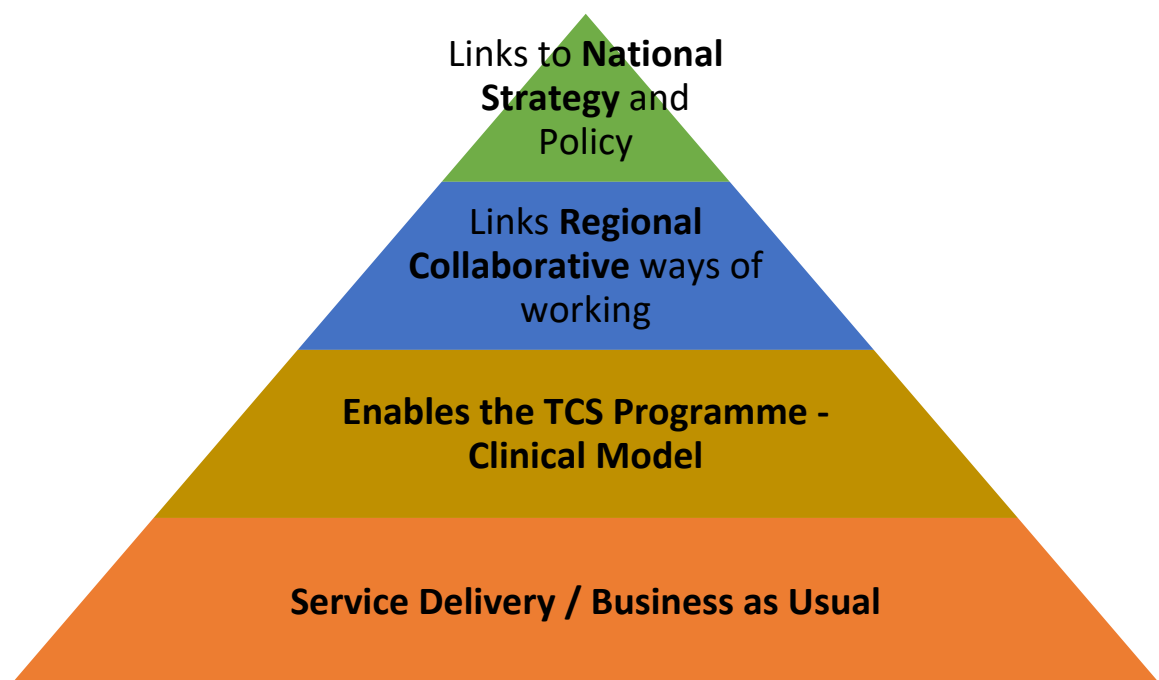 Links to National
Strategy and
Policy
Links Regional
Collaborative ways of
working
Enables the TCS Programme -
Clinical Model
Service Delivery / Business as Usual